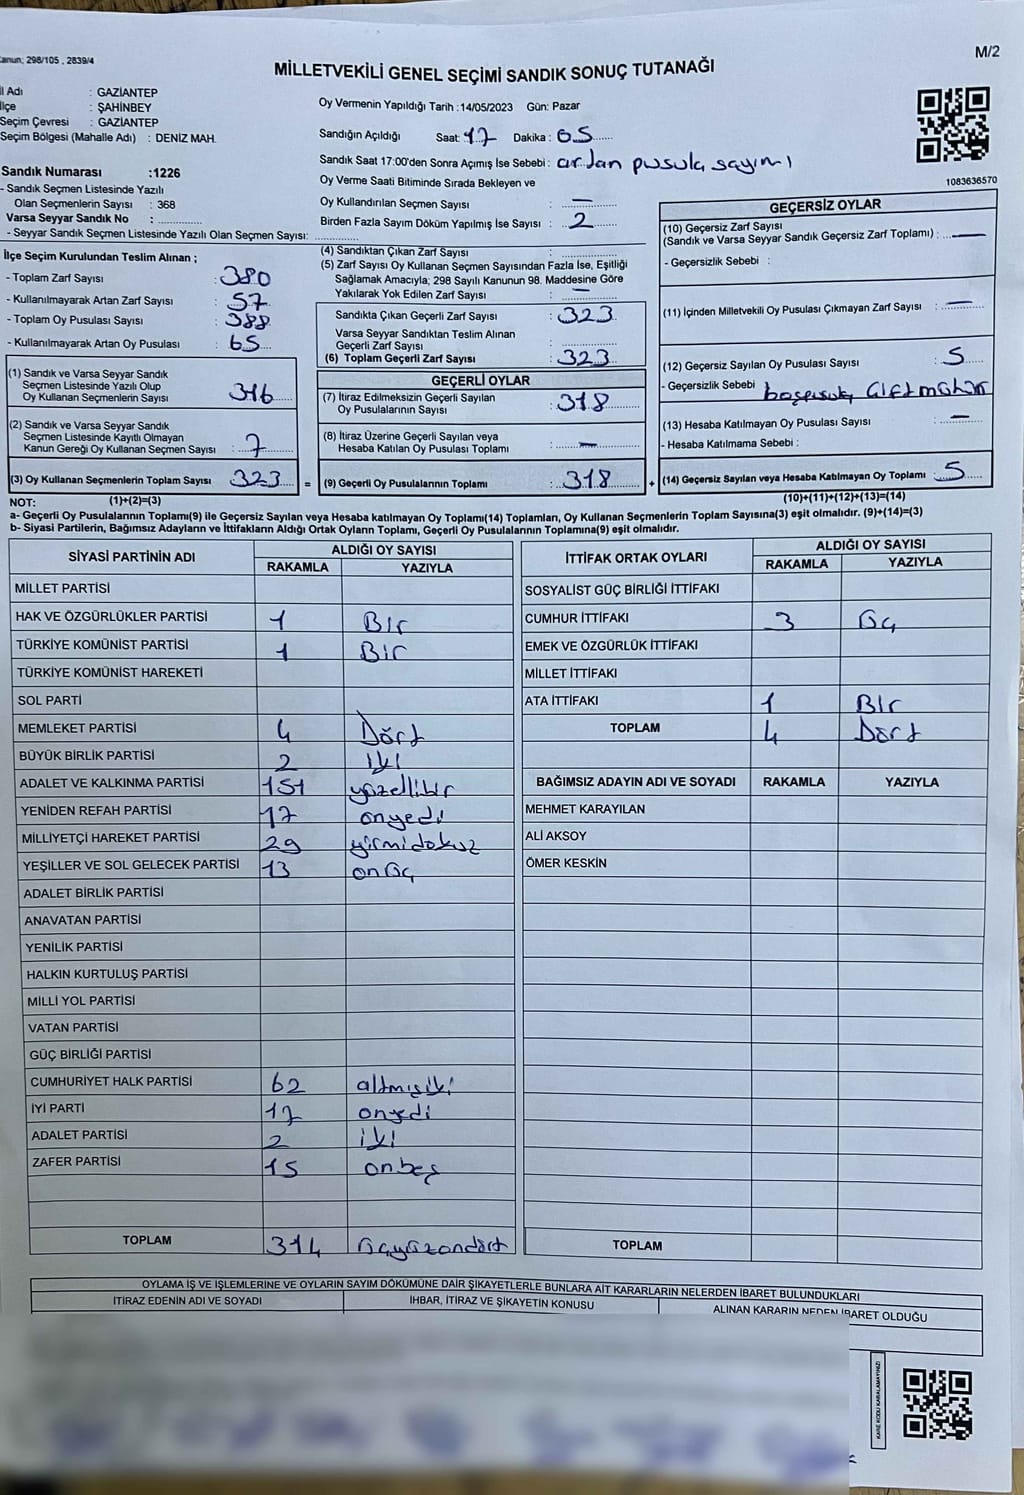 Kanun; 298/105 , 2839/4
M/2
MİLLETVEKİLİ GENEL SEÇİMİ SANDIK SONUÇ TUTANAĞI
İl Adı : GAZİANTEP
İlçe : ŞAHİNBEY
Seçim Çevresi : GAZİANTEP
Seçim Bölgesi (Mahalle Adı) : DENİZ MAH.
Oy Vermenin Yapıldığı Tarih :14/05/2023 Gün: Pazar
Sandığın Açıldığı Saat: 17 Dakika: 05
Sandık Saat 17:00'den Sonra Açımış İse Sebebi: artan pusula sayımı
Oy Verme Saati Bitiminde Sırada Bekleyen ve
Oy Kullandırılan Seçmen Sayısı : —
Birden Fazla Sayım Döküm Yapılmış İse Sayısı : 2
1083636570
Sandık Numarası :1226
- Sandık Seçmen Listesinde Yazılı
Olan Seçmenlerin Sayısı : 368
Varsa Seyyar Sandık No :
- Seyyar Sandık Seçmen Listesinde Yazılı Olan Seçmen Sayısı:
İlçe Seçim Kurulundan Teslim Alınan ;
- Toplam Zarf Sayısı : 380
- Kullanılmayarak Artan Zarf Sayısı : 57
- Toplam Oy Pusulası Sayısı : 388
- Kullanılmayarak Artan Oy Pusulası : 65
(1) Sandık ve Varsa Seyyar Sandık
Seçmen Listesinde Yazılı Olup
Oy Kullanan Seçmenlerin Sayısı : 316
(2) Sandık ve Varsa Seyyar Sandık
Seçmen Listesinde Kayıtlı Olmayan
Kanun Gereği Oy Kullanan Seçmen Sayısı : 7
(3) Oy Kullanan Seçmenlerin Toplam Sayısı : 323 =
(4) Sandıktan Çıkan Zarf Sayısı :
(5) Zarf Sayısı Oy Kullanan Seçmen Sayısından Fazla İse, Eşitliği
Sağlamak Amacıyla; 298 Sayılı Kanunun 98. Maddesine Göre
Yakılarak Yok Edilen Zarf Sayısı : —
Sandıkta Çıkan Geçerli Zarf Sayısı : 323
Varsa Seyyar Sandıktan Teslim Alınan
Geçerli Zarf Sayısı :
(6) Toplam Geçerli Zarf Sayısı : 323
GEÇERLİ OYLAR
(7) İtiraz Edilmeksizin Geçerli Sayılan
Oy Pusulalarının Sayısı : 318
(8) İtiraz Üzerine Geçerli Sayılan veya
Hesaba Katılan Oy Pusulası Toplamı : —
(9) Geçerli Oy Pusulalarının Toplamı : 318 +
GEÇERSİZ OYLAR
(10) Geçersiz Zarf Sayısı
(Sandık ve Varsa Seyyar Sandık Geçersiz Zarf Toplamı) : —
- Geçersizlik Sebebi :
(11) İçinden Milletvekili Oy Pusulası Çıkmayan Zarf Sayısı : —
(12) Geçersiz Sayılan Oy Pusulası Sayısı : 5
- Geçersizlik Sebebi çift mühür
(13) Hesaba Katılmayan Oy Pusulası Sayısı : —
- Hesaba Katılmama Sebebi :
(14) Geçersiz Sayılan veya Hesaba Katılmayan Oy Toplamı : 5
NOT: (1)+(2)=(3)
(10)+(11)+(12)+(13)=(14)
a- Geçerli Oy Pusulalarının Toplamı(9) ile Geçersiz Sayılan veya Hesaba katılmayan Oy Toplamı(14) Toplamları, Oy Kullanan Seçmenlerin Toplam Sayısına(3) eşit olmalıdır. (9)+(14)=(3)
b- Siyasi Partilerin, Bağımsız Adayların ve İttifakların Aldığı Ortak Oyların Toplamı, Geçerli Oy Pusulalarının Toplamına(9) eşit olmalıdır.
SİYASİ PARTİNİN ADI ALDIĞI OY SAYISI
RAKAMLA YAZIYLA
MİLLET PARTİSİ
HAK VE ÖZGÜRLÜKLER PARTİSİ 1 Bir
TÜRKİYE KOMÜNİST PARTİSİ 1 Bir
TÜRKİYE KOMÜNİST HAREKETİ
SOL PARTİ
MEMLEKET PARTİSİ 4 Dört
BÜYÜK BİRLİK PARTİSİ 2 iki
ADALET VE KALKINMA PARTİSİ 151 yüzellibir
YENİDEN REFAH PARTİSİ 17 onyedi
MİLLİYETÇİ HAREKET PARTİSİ 29 yirmidokuz
YEŞİLLER VE SOL GELECEK PARTİSİ 13 onüç
ADALET BİRLİK PARTİSİ
ANAVATAN PARTİSİ
YENİLİK PARTİSİ
HALKIN KURTULUŞ PARTİSİ
MİLLİ YOL PARTİSİ
VATAN PARTİSİ
GÜÇ BİRLİĞİ PARTİSİ
CUMHURİYET HALK PARTİSİ 62 altmışiki
İYİ PARTİ 17 onyedi
ADALET PARTİSİ 2 iki
ZAFER PARTİSİ 15 onbeş
TOPLAM 314 üçyüzondört
İTTİFAK ORTAK OYLARI ALDIĞI OY SAYISI
RAKAMLA YAZIYLA
SOSYALİST GÜÇ BİRLİĞİ İTTİFAKI
CUMHUR İTTİFAKI 3 üç
EMEK VE ÖZGÜRLÜK İTTİFAKI
MİLLET İTTİFAKI
ATA İTTİFAKI 1 Bir
TOPLAM 4 Dört
BAĞIMSIZ ADAYIN ADI VE SOYADI RAKAMLA YAZIYLA
MEHMET KARAYILAN
ALİ AKSOY
ÖMER KESKİN
TOPLAM
OYLAMA İŞ VE İŞLEMLERİNE VE OYLARIN SAYIM DÖKÜMÜNE DAİR ŞİKAYETLERLE BUNLARA AİT KARARLARIN NELERDEN İBARET BULUNDUKLARI
İTİRAZ EDENİN ADI VE SOYADI İHBAR, İTİRAZ VE ŞİKAYETİN KONUSU ALINAN KARARIN NEDEN İBARET OLDUĞU
KARE KODU KARALAMAYINIZ!